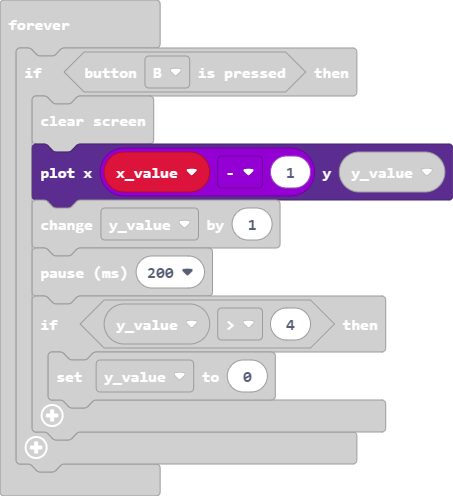 forever
if button B is pressed then
clear screen
plot x x_value - 1 y y_value
change y_value by 1
pause (ms) 200
if y_value > 4 then
set y_value to 0